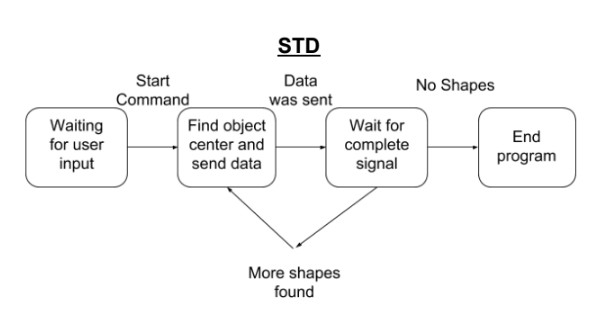 STD
Start
Command
Data
was sent
No Shapes
Waiting
for user
input
Find object
center and
send data
Wait for
complete
signal
End
program
More shapes
found